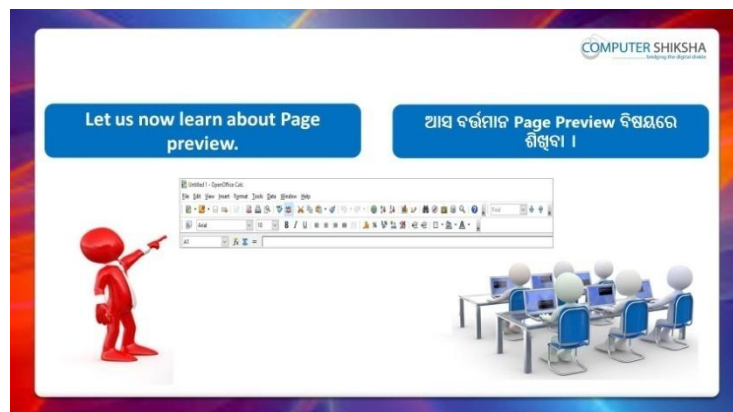 COMPUTER SHIKSHA
bridging the digital divide
Let us now learn about Page
preview.
ଆସ ବର୍ତ୍ତମାନ Page Preview ବିଷୟରେ
ଶିଖିବା ।
Untitled 1 - OpenOffice Calc
File Edit View Insert Format Tools Data Window Help
Find
Arial 10 B I U
A1 =